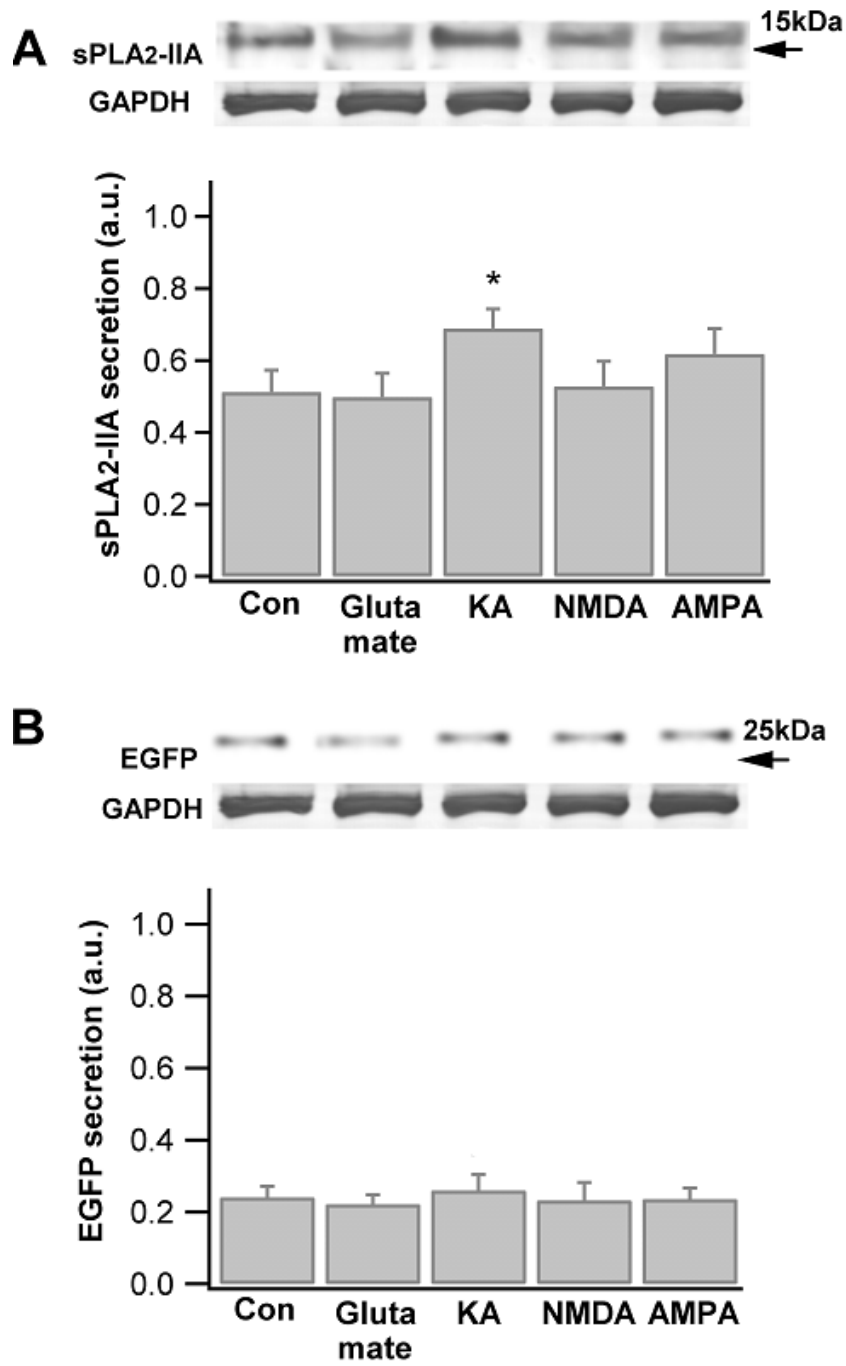 A
15kDa
sPLA2-IIA
GAPDH
sPLA2-IIA secretion (a.u.)
1.0
0.8
0.6
0.4
0.2
0.0
*
Con
Gluta
mate
KA
NMDA
AMPA
B
25kDa
EGFP
GAPDH
EGFP secretion (a.u.)
1.0
0.8
0.6
0.4
0.2
0.0
Con
Gluta
mate
KA
NMDA
AMPA